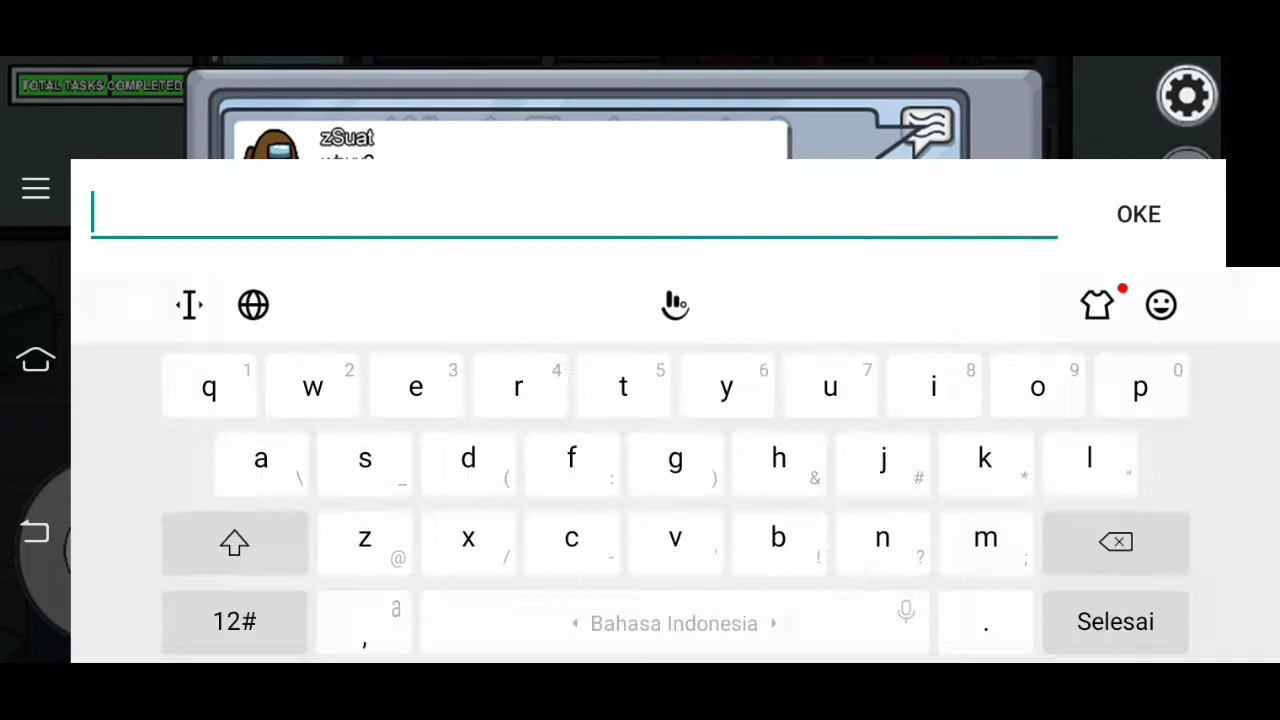 TOTAL TASKS COMPLETED
zSuat
OKE
q 1 w 2 e 3 r 4 t 5 y 6 u 7 i 8 o 9 p 0
a \ s _ d ( f : g ) h & j # k * l "
z @ x / c - v ' b ! n ? m ;
12# , a Bahasa Indonesia . Selesai